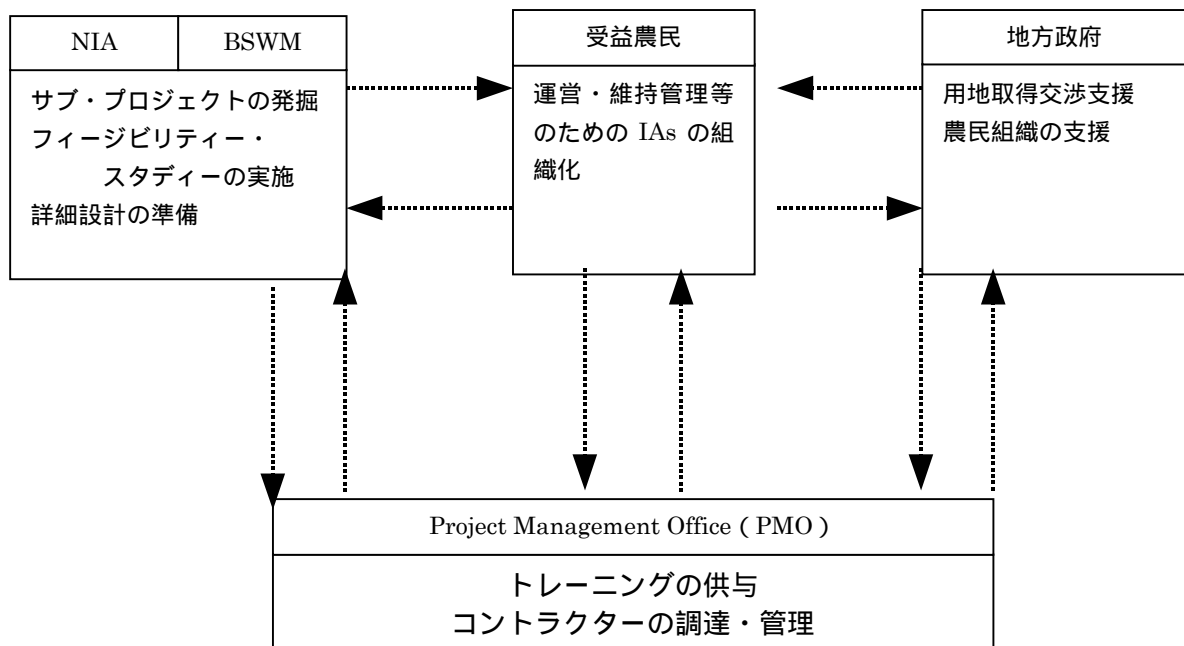 NIA
BSWM
サブ・プロジェクトの発掘
フィージビリティー・
スタディーの実施
詳細設計の準備
受益農民
運営・維持管理等
のための IAs の組
織化
地方政府
用地取得交渉支援
農民組織の支援
Project Management Office（PMO）
トレーニングの供与
コントラクターの調達・管理